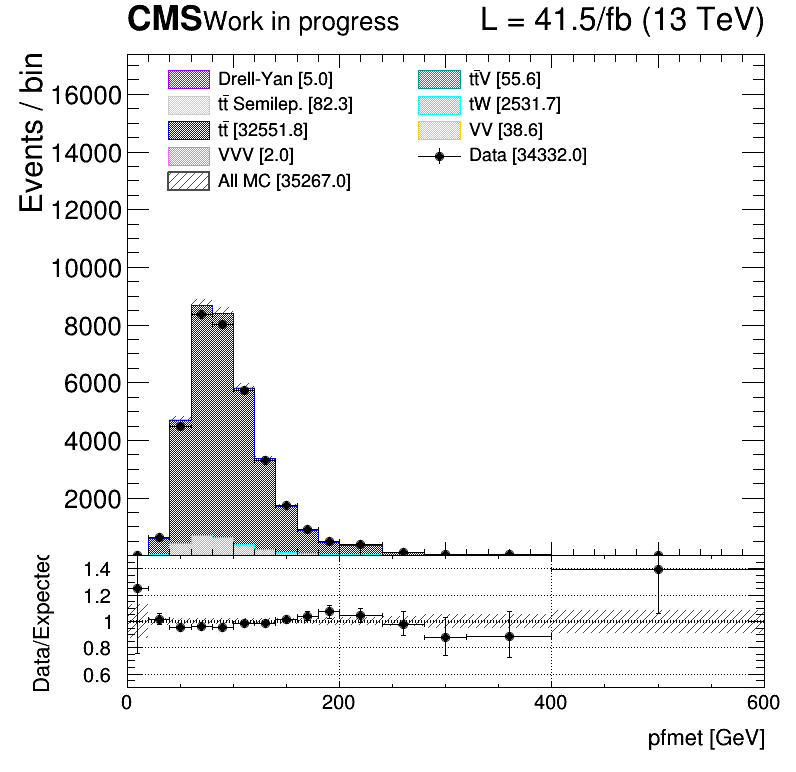 CMS Work in progress L = 41.5/fb (13 TeV)
Drell-Yan [5.0] tt̄V [55.6]
tt̄ Semilep. [82.3] tW [2531.7]
tt̄ [32551.8] VV [38.6]
VVV [2.0] Data [34332.0]
All MC [35267.0]
Events / bin
16000
14000
12000
10000
8000
6000
4000
2000
Data/Expected
1.4
1.2
1
0.8
0.6
0 200 400 600
pfmet [GeV]